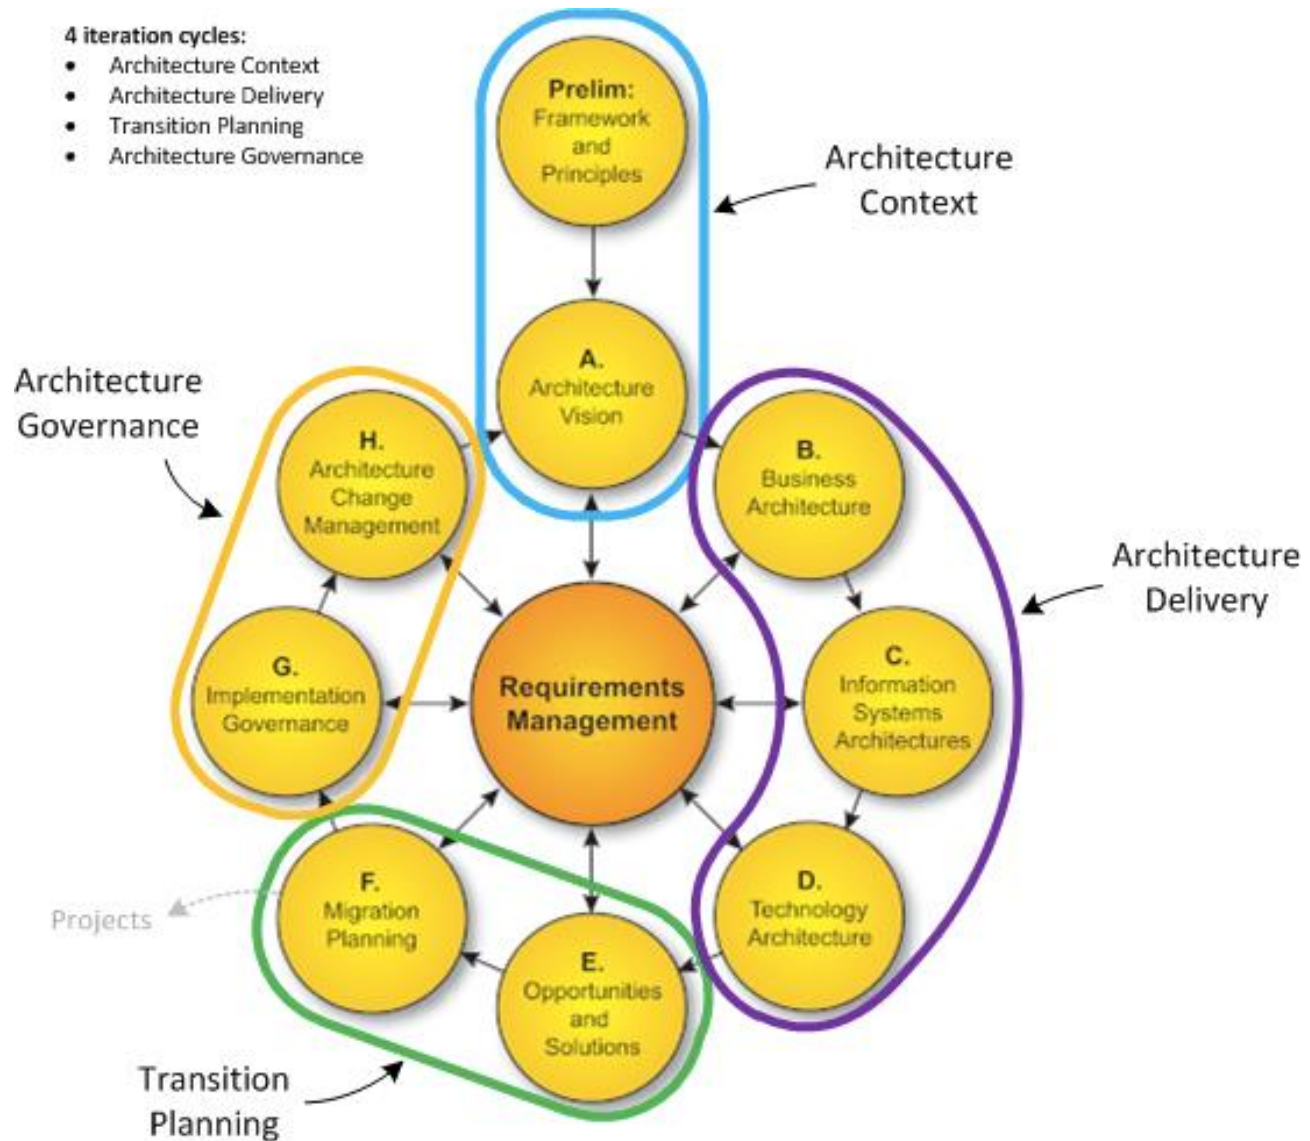 4 iteration cycles:
• Architecture Context
• Architecture Delivery
• Transition Planning
• Architecture Governance
Prelim:
Framework
and
Principles
Architecture
Context
A.
Architecture
Vision
Architecture
Governance
H.
Architecture
Change
Management
B.
Business
Architecture
Architecture
Delivery
G.
Implementation
Governance
Requirements
Management
C.
Information
Systems
Architectures
F.
Migration
Planning
D.
Technology
Architecture
Projects
E.
Opportunities
and
Solutions
Transition
Planning